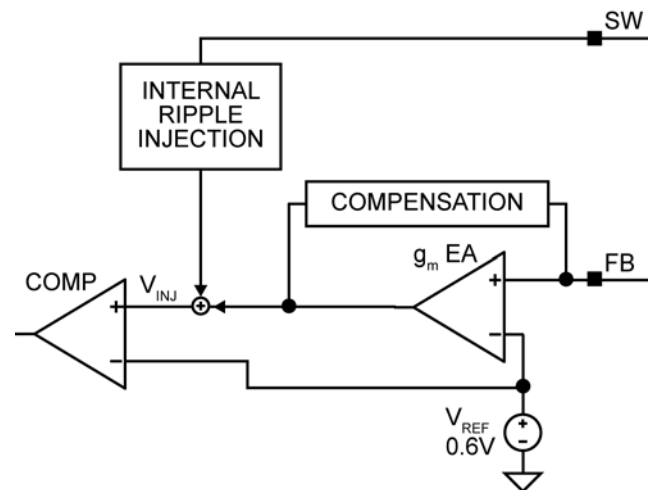 SW
INTERNAL
RIPPLE
INJECTION
COMPENSATION
gm EA
FB
COMP
VINJ
+
+
+
−
−
VREF
0.6V
+
−